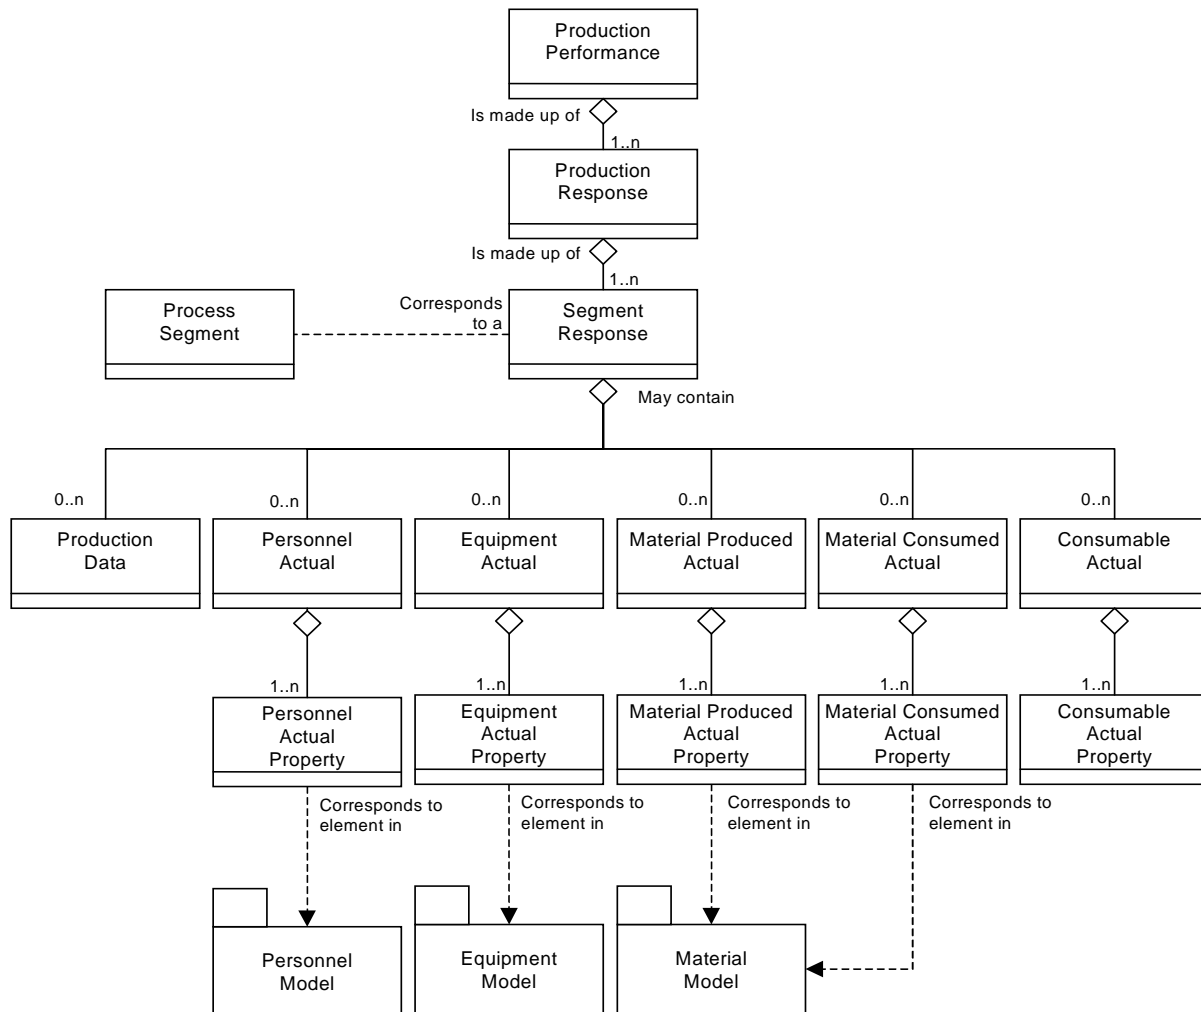 Production
Performance
Is made up of
1..n
Production
Response
Is made up of
1..n
Process
Segment
Corresponds
to a
Segment
Response
May contain
0..n
0..n
0..n
0..n
0..n
0..n
Production
Data
Personnel
Actual
Equipment
Actual
Material Produced
Actual
Material Consumed
Actual
Consumable
Actual
1..n
1..n
1..n
1..n
1..n
Personnel
Actual
Property
Equipment
Actual
Property
Material Produced
Actual
Property
Material Consumed
Actual
Property
Consumable
Actual
Property
Corresponds to
element in
Corresponds to
element in
Corresponds to
element in
Corresponds to
element in
Personnel
Model
Equipment
Model
Material
Model